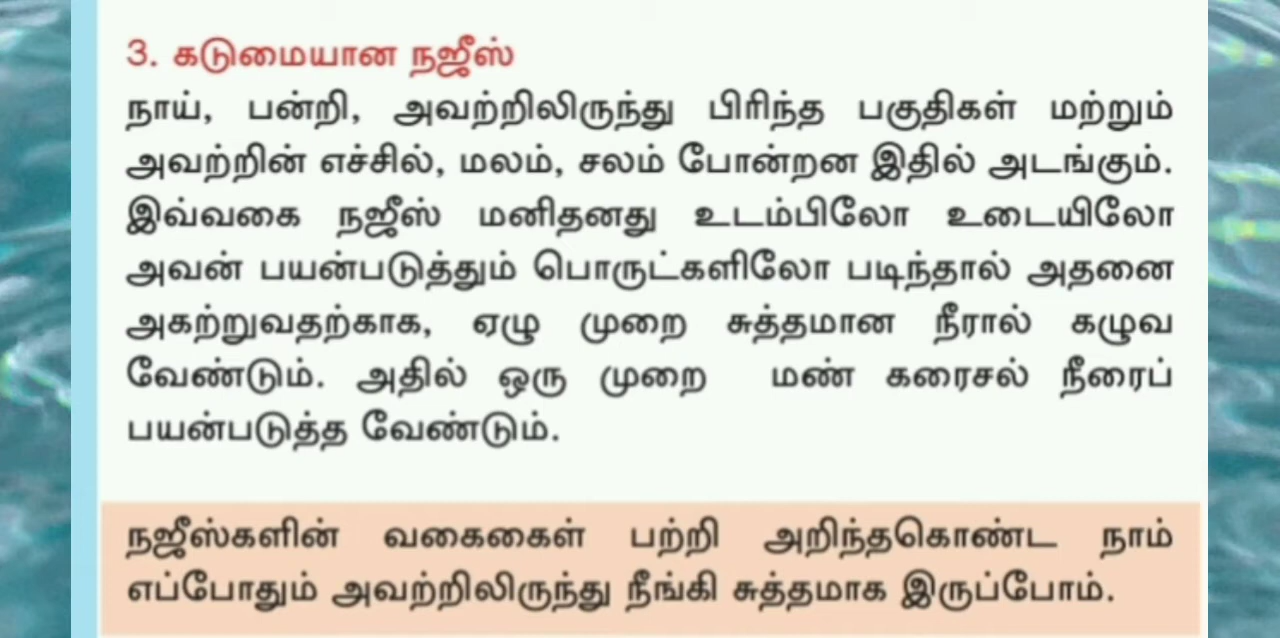 3. கடுமையான நஜீஸ்
நாய், பன்றி, அவற்றிலிருந்து பிரிந்த பகுதிகள் மற்றும்
அவற்றின் எச்சில், மலம், சலம் போன்றன இதில் அடங்கும்.
இவ்வகை நஜீஸ் மனிதனது உடம்பிலோ உடையிலோ
அவன் பயன்படுத்தும் பொருட்களிலோ படிந்தால் அதனை
அகற்றுவதற்காக, ஏழு முறை சுத்தமான நீரால் கழுவ
வேண்டும். அதில் ஒரு முறை மண் கரைசல் நீரைப்
பயன்படுத்த வேண்டும்.
நஜீஸ்களின் வகைகைள் பற்றி அறிந்தகொண்ட நாம்
எப்போதும் அவற்றிலிருந்து நீங்கி சுத்தமாக இருப்போம்.